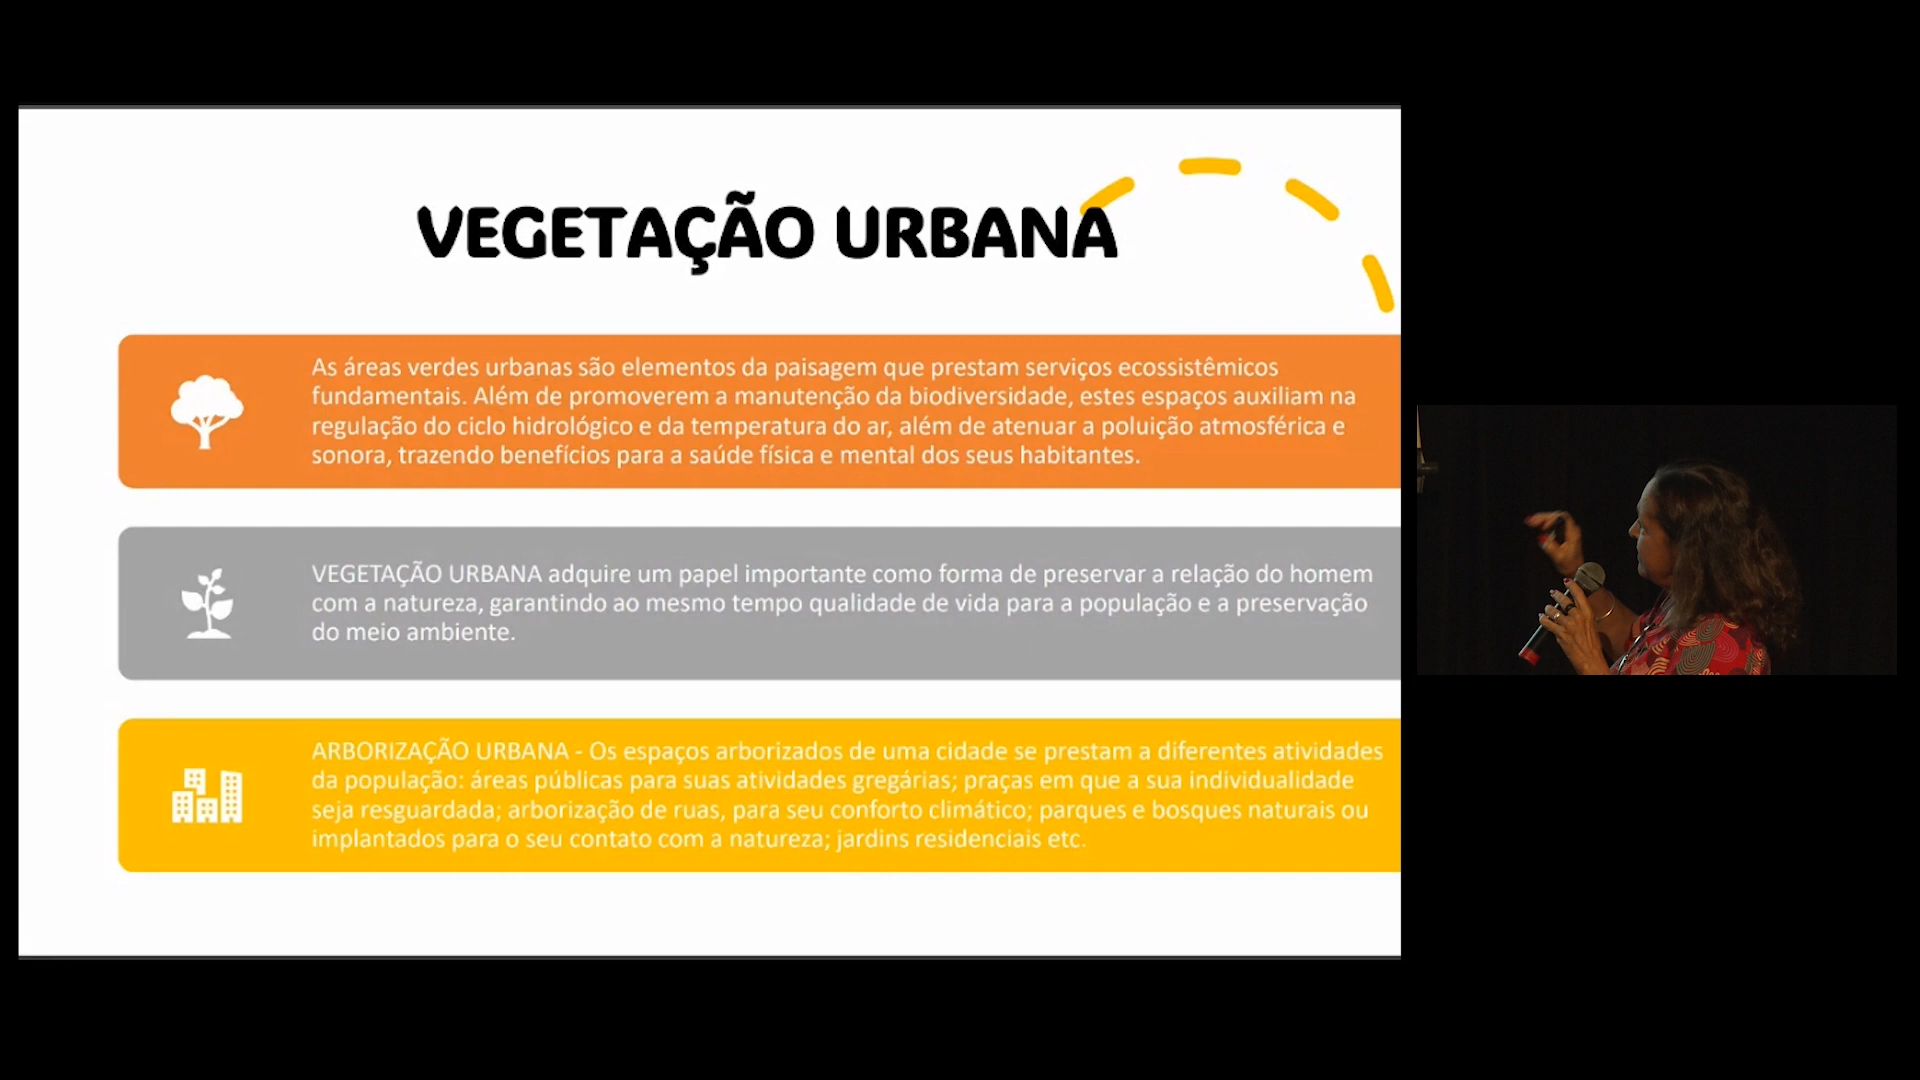 VEGETAÇÃO URBANA
As áreas verdes urbanas são elementos da paisagem que prestam serviços ecossistêmicos
fundamentais. Além de promoverem a manutenção da biodiversidade, estes espaços auxiliam na
regulação do ciclo hidrológico e da temperatura do ar, além de atenuar a poluição atmosférica e
sonora, trazendo benefícios para a saúde física e mental dos seus habitantes.
VEGETAÇÃO URBANA adquire um papel importante como forma de preservar a relação do homem
com a natureza, garantindo ao mesmo tempo qualidade de vida para a população e a preservação
do meio ambiente.
ARBORIZAÇÃO URBANA - Os espaços arborizados de uma cidade se prestam a diferentes atividades
da população: áreas públicas para suas atividades gregárias; praças em que a sua individualidade
seja resguardada; arborização de ruas, para seu conforto climático; parques e bosques naturais ou
implantados para o seu contato com a natureza; jardins residenciais etc.